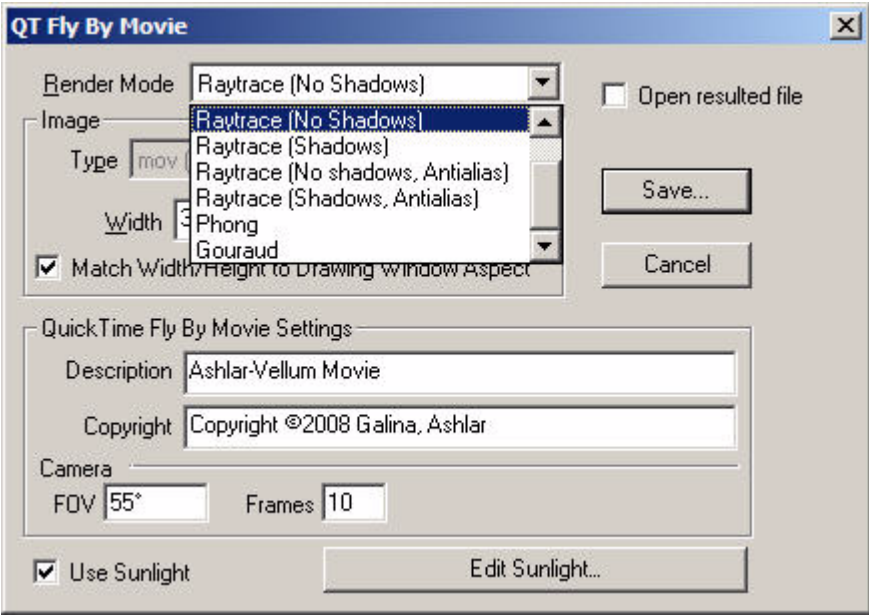 QT Fly By Movie
Render Mode Raytrace (No Shadows)
Open resulted file
Raytrace (No Shadows)
Raytrace (Shadows)
Raytrace (No shadows, Antialias)
Raytrace (Shadows, Antialias)
Phong
Gouraud
Image
Type mov (
Width 3
Match Width/Height to Drawing Window Aspect
Save...
Cancel
QuickTime Fly By Movie Settings
Description Ashlar-Vellum Movie
Copyright Copyright ©2008 Galina, Ashlar
Camera
FOV 55° Frames 10
Use Sunlight Edit Sunlight...